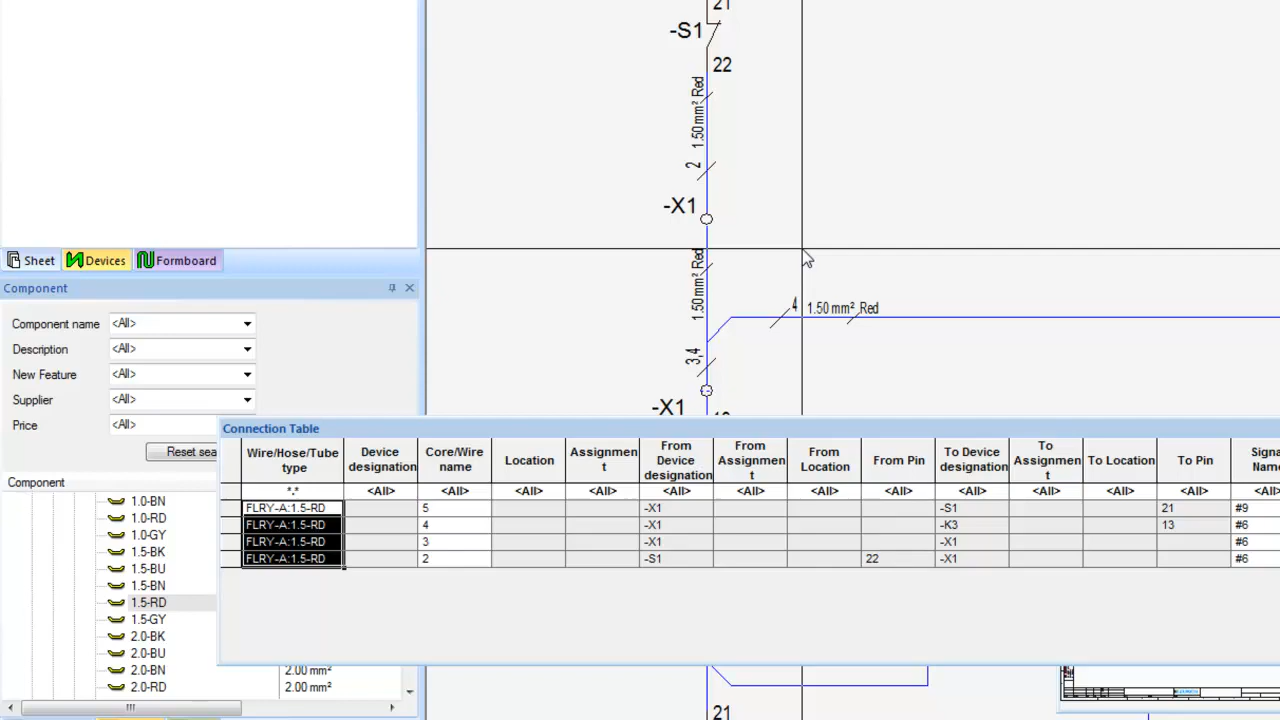 21
-S1
22
1.50 mm² Red
2
-X1
1.50 mm² Red
4 1.50 mm² Red
3,4
-X1
Sheet Devices Formboard
Component
Component name <All>
Description <All>
New Feature <All>
Supplier <All>
Price <All>
Reset sea
Component
1.0-BN
1.0-RD
1.0-GY
1.5-BK
1.5-BU
1.5-BN
1.5-RD
1.5-GY
2.0-BK
2.0-BU
2.0-BN 2.00 mm²
2.0-RD 2.00 mm²
Connection Table
Wire/Hose/Tube type Device designation Core/Wire name Location Assignment From Device designation From Assignment From Location From Pin To Device designation To Assignment To Location To Pin Signa Name
*.* <All> <All> <All> <All> <All> <All> <All> <All> <All> <All> <All> <All> <All>
FLRY-A:1.5-RD 5 -X1 -S1 21 #9
FLRY-A:1.5-RD 4 -X1 -K3 13 #6
FLRY-A:1.5-RD 3 -X1 -X1 #6
FLRY-A:1.5-RD 2 -S1 22 -X1 #6
21